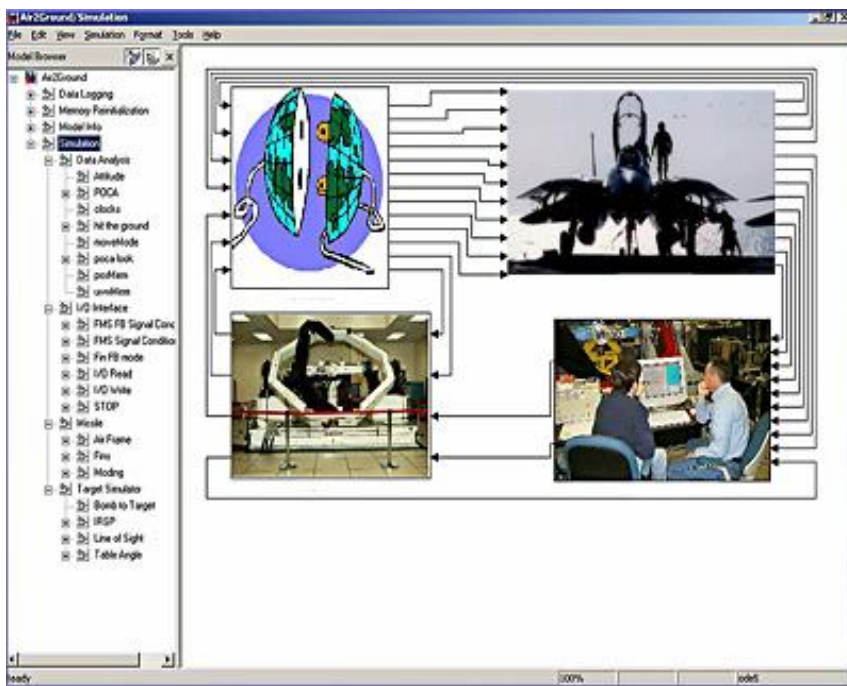 Air2Ground/Simulation
File Edit View Simulation Format Tools Help
Model Browser
Air2Ground
Data Logging
Memory Reinitialization
Model Info
Simulation
Data Analysis
Attitude
POCA
clocks
hit the ground
moveMode
poca look
posMem
uvwMem
I/O Interface
FMS FB Signal Conc
FMS Signal Condition
Fin FB mode
I/O Read
I/O Write
STOP
Missile
Air Frame
Fins
Moding
Target Simulator
Bomb to Target
IRSP
Line of Sight
Table Angle
Ready
100%
ode5